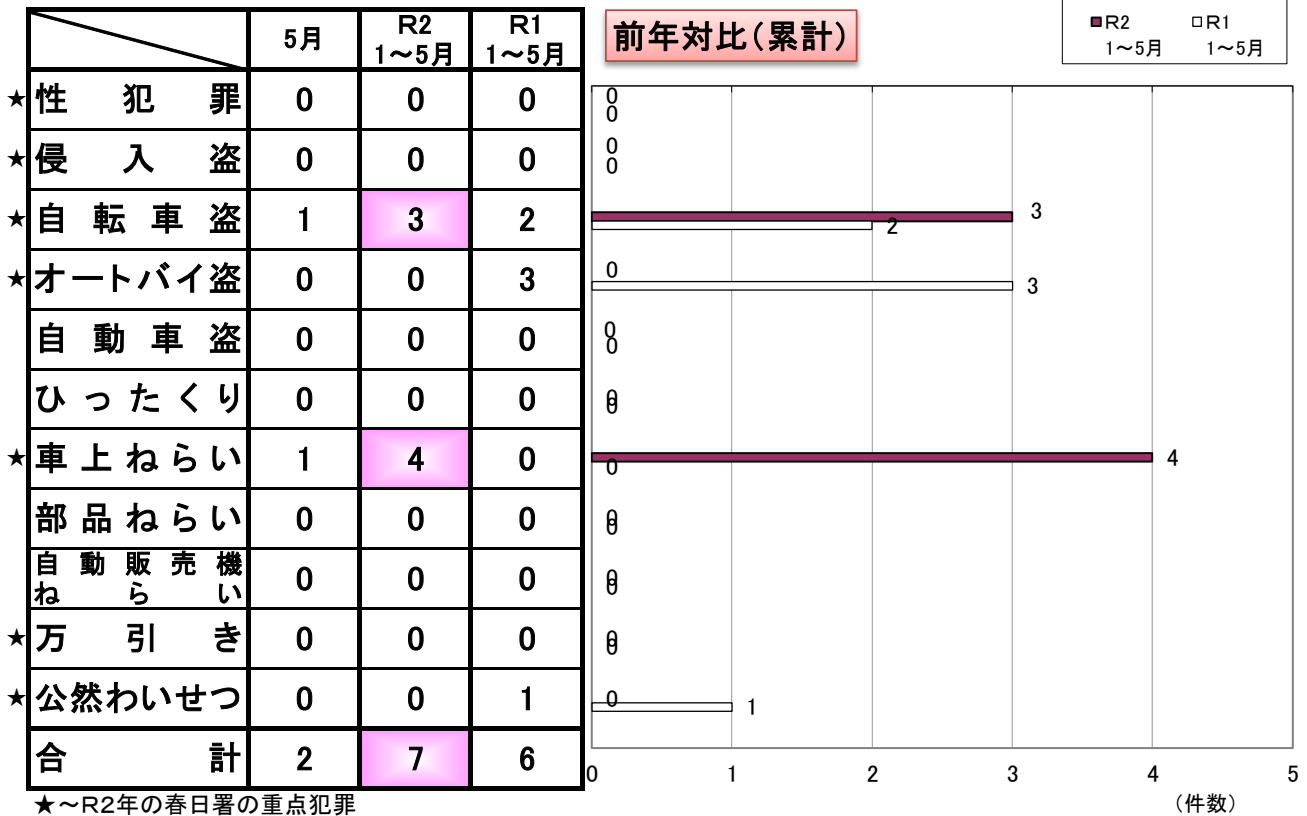 5月 R2 1～5月 R1 1～5月
★性犯罪 0 0 0
★侵入盗 0 0 0
★自転車盗 1 3 2
★オートバイ盗 0 0 3
自動車盗 0 0 0
ひったくり 0 0 0
★車上ねらい 1 4 0
部品ねらい 0 0 0
自動販売機ねらい 0 0 0
★万引き 0 0 0
★公然わいせつ 0 0 1
合計 2 7 6
★～R2年の春日署の重点犯罪
前年対比(累計)
■R2 □R1
1～5月 1～5月
0
0
0
0
3
2
0
3
0
0
0
0
4
0
0
0
0
0
0
0
0
1
0 1 2 3 4 5
(件数)